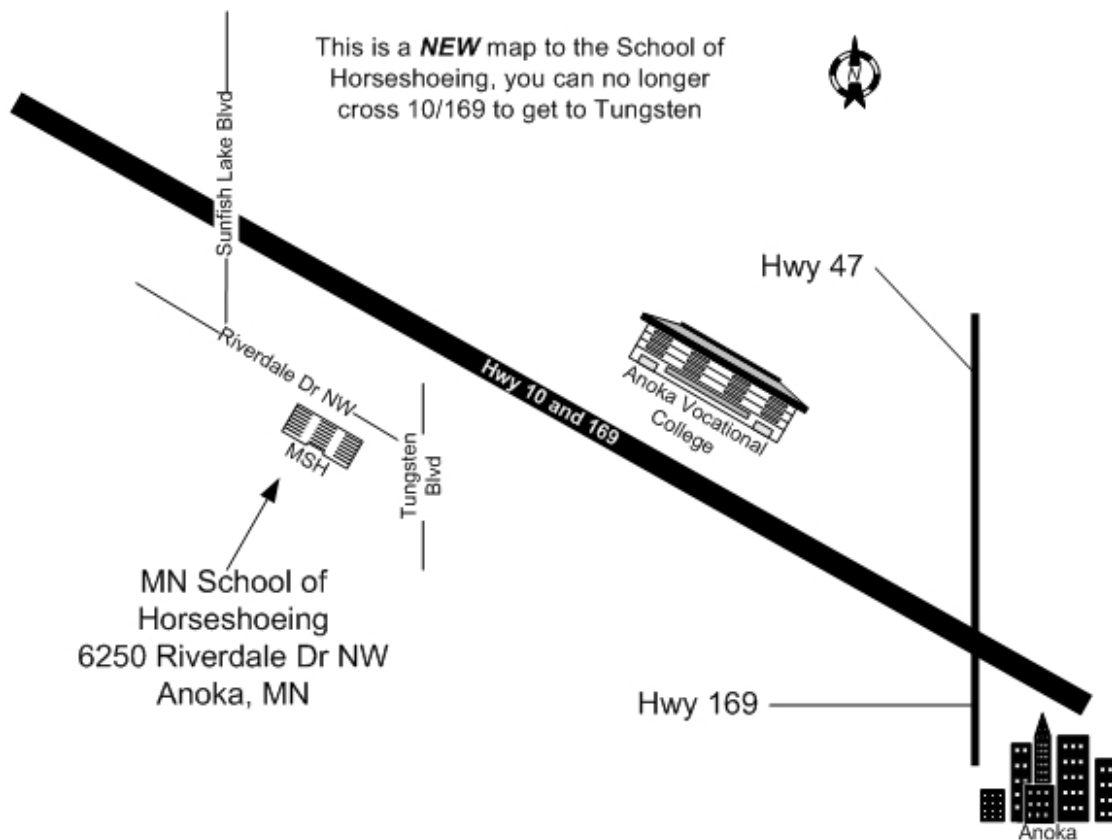 This is a NEW map to the School of
Horseshoeing, you can no longer
cross 10/169 to get to Tungsten
N
Sunfish Lake Blvd
Hwy 47
Riverdale Dr NW
Hwy 10 and 169
Anoka Vocational
College
MSH
Tungsten
Blvd
MN School of
Horseshoeing
6250 Riverdale Dr NW
Anoka, MN
Hwy 169
Anoka